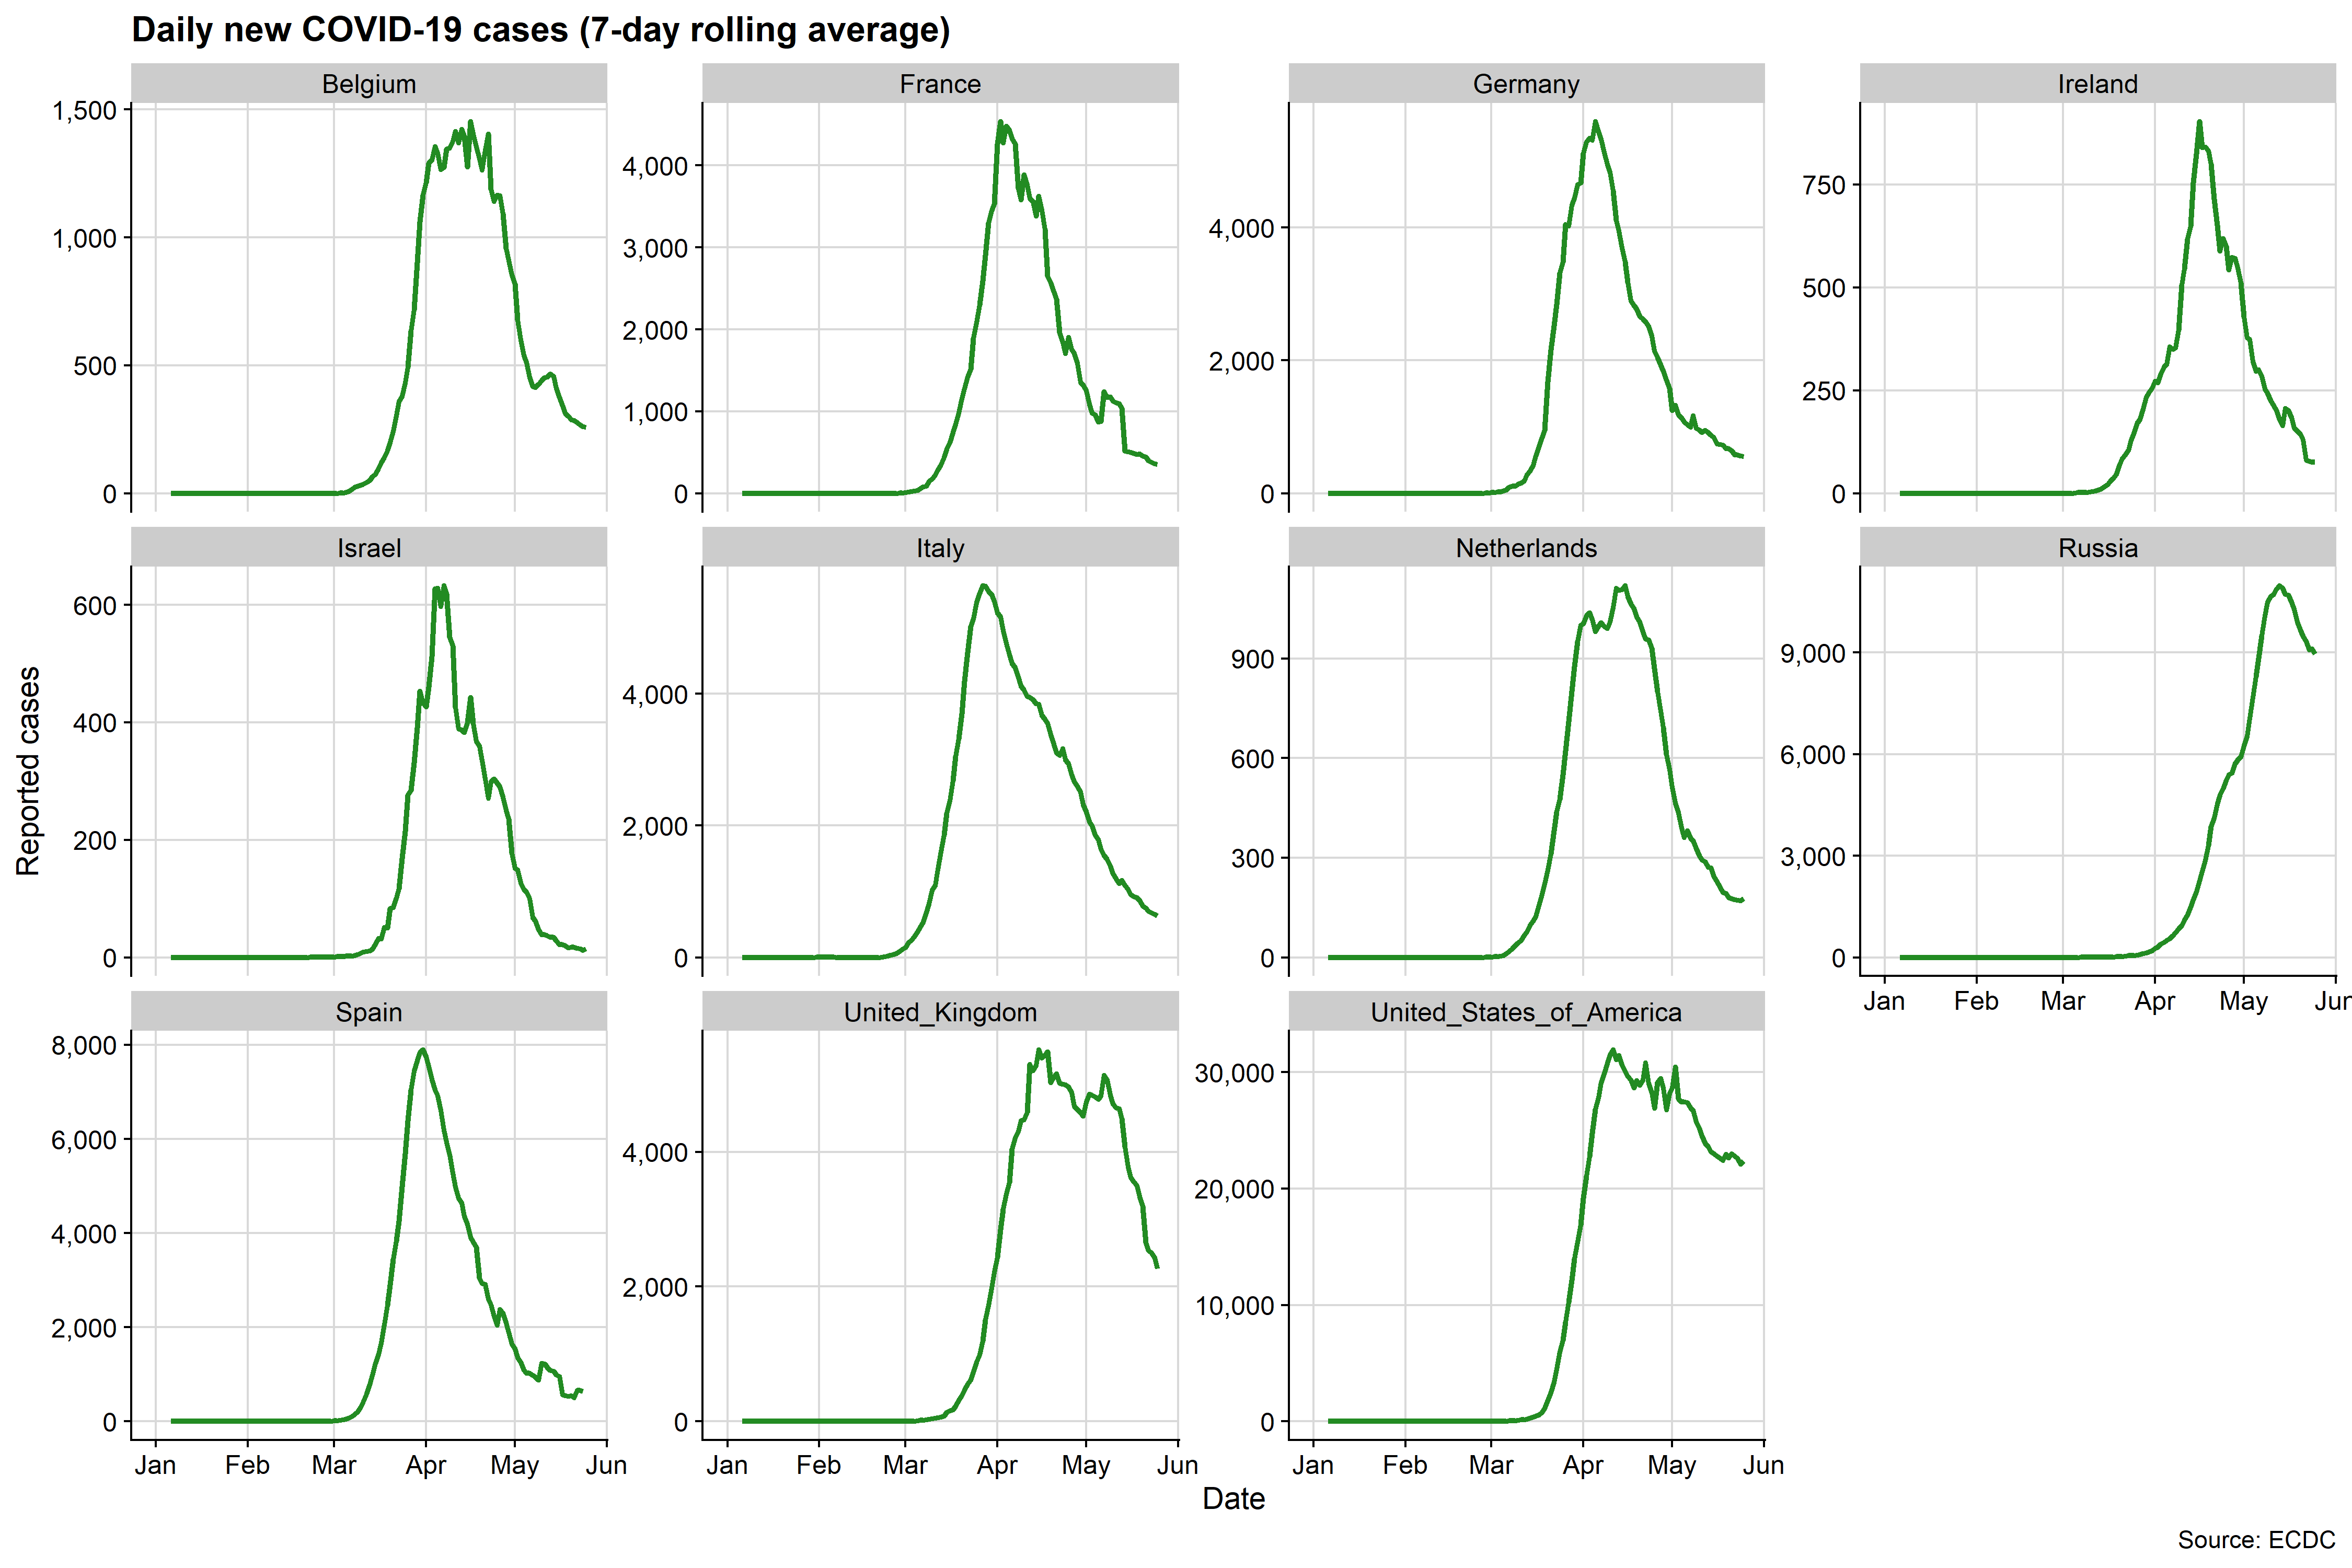 Daily new COVID-19 cases (7-day rolling average)
Belgium
France
Germany
Ireland
1,500
1,000
500
0
4,000
3,000
2,000
1,000
0
4,000
2,000
0
750
500
250
0
Israel
Italy
Netherlands
Russia
600
400
200
0
4,000
2,000
0
900
600
300
0
9,000
6,000
3,000
0
Jan Feb Mar Apr May Jun
Reported cases
Spain
United_Kingdom
United_States_of_America
8,000
6,000
4,000
2,000
0
4,000
2,000
0
30,000
20,000
10,000
0
Jan Feb Mar Apr May Jun
Jan Feb Mar Apr May Jun
Jan Feb Mar Apr May Jun
Date
Source: ECDC